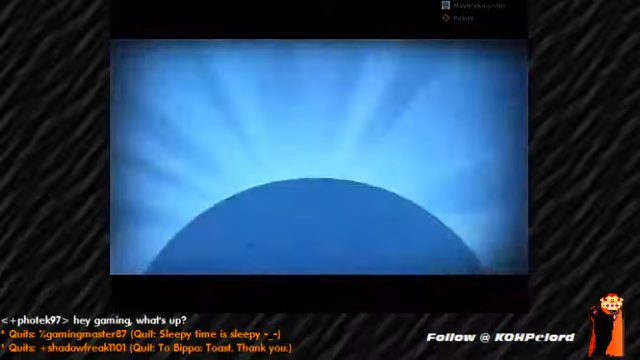 Pelord
<+photek97> hey gaming, what's up?
* Quits: %gamingmaster87 (Quit: Sleepy time is sleepy -_-)
* Quits: +shadowfreak1101 (Quit: To Bippa: Toast. Thank you.)
Follow @ KOHPelord